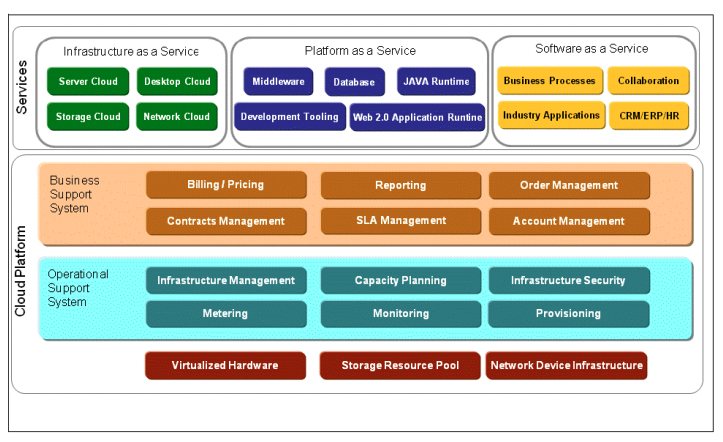 Services
Infrastructure as a Service
Server Cloud
Desktop Cloud
Storage Cloud
Network Cloud
Platform as a Service
Middleware
Database
JAVA Runtime
Development Tooling
Web 2.0 Application Runtine
Software as a Service
Business Processes
Collaboration
Industry Applications
CRM/ERP/HR
Cloud Platform
Business
Support
System
Billing / Pricing
Reporting
Order Management
Contracts Management
SLA Management
Account Management
Operational
Support
System
Infrastructure Management
Capacity Planning
Infrastructure Security
Metering
Monitoring
Provisioning
Virtualized Hardware
Storage Resource Pool
Network Device Infrastructure